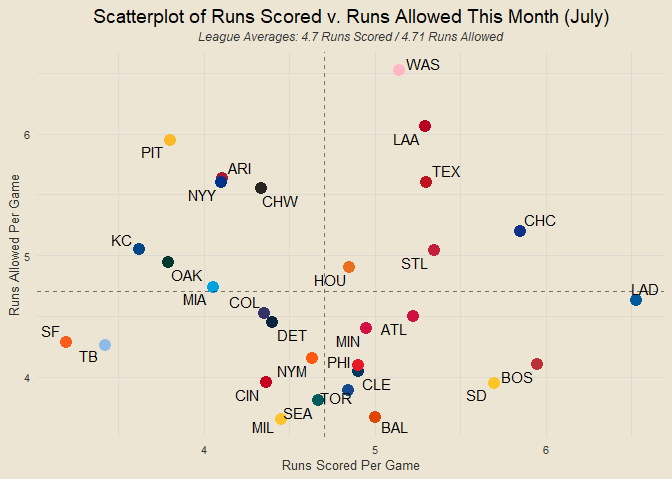 Scatterplot of Runs Scored v. Runs Allowed This Month (July)
League Averages: 4.7 Runs Scored / 4.71 Runs Allowed
WAS
LAA
PIT
TEX
ARI
NYY
CHW
CHC
KC
STL
OAK
HOU
MIA
LAD
COL
ATL
SF
DET
MIN
TB
PHI
NYM
BOS
CLE
CIN
SD
TOR
SEA
MIL
BAL
6
5
4
Runs Allowed Per Game
4
5
6
Runs Scored Per Game